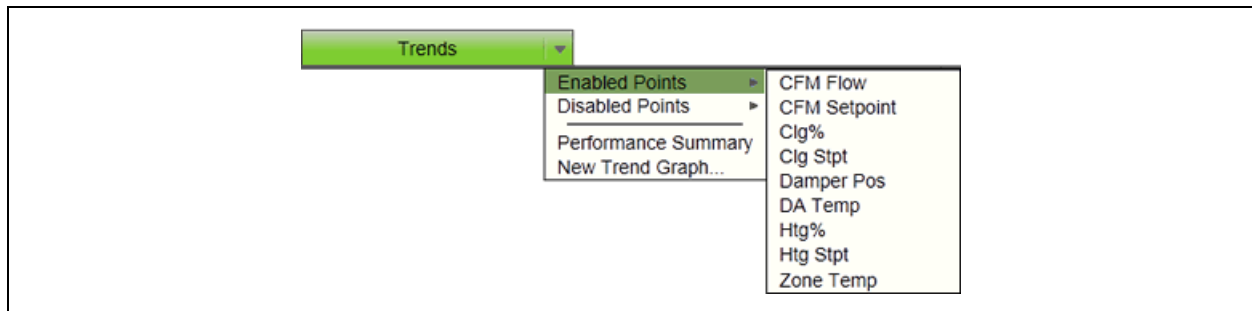 Trends
Enabled Points
Disabled Points
Performance Summary
New Trend Graph...
CFM Flow
CFM Setpoint
Clg%
Clg Stpt
Damper Pos
DA Temp
Htg%
Htg Stpt
Zone Temp